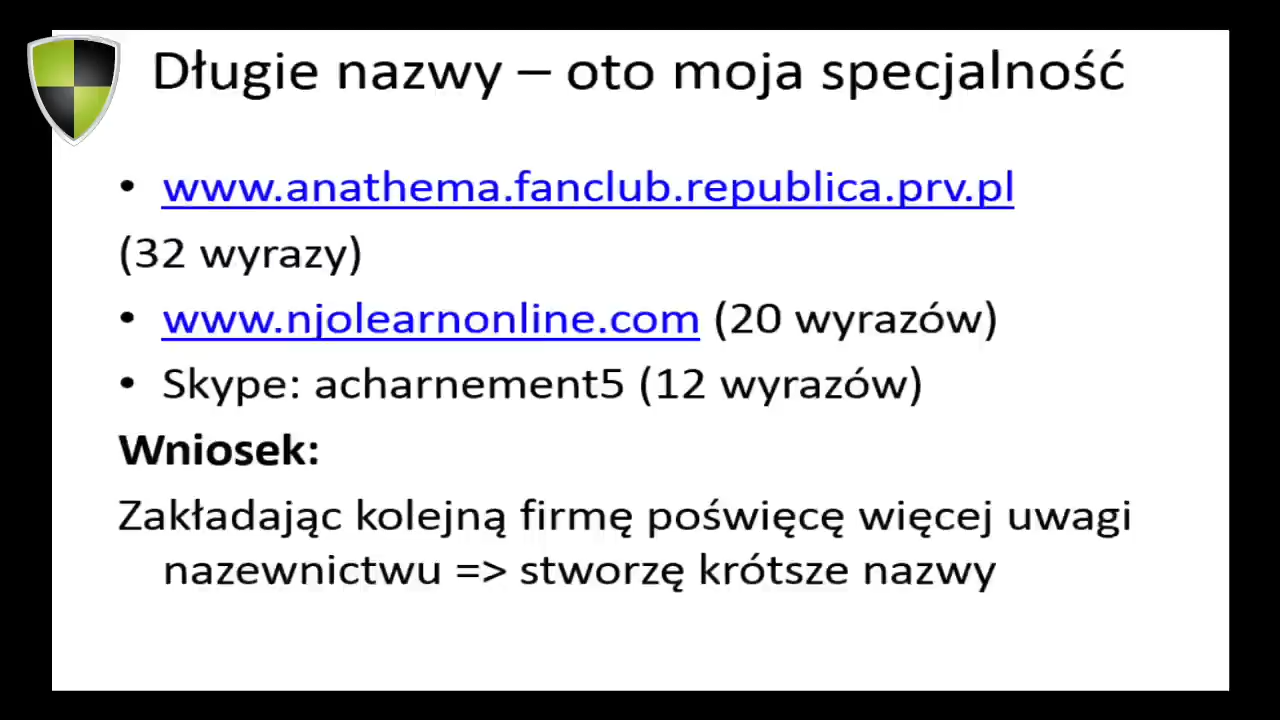 Długie nazwy – oto moja specjalność
• www.anathema.fanclub.republica.prv.pl
(32 wyrazy)
• www.njolearnonline.com (20 wyrazów)
• Skype: acharnement5 (12 wyrazów)
Wniosek:
Zakładając kolejną firmę poświęcę więcej uwagi
nazewnictwu => stworzę krótsze nazwy